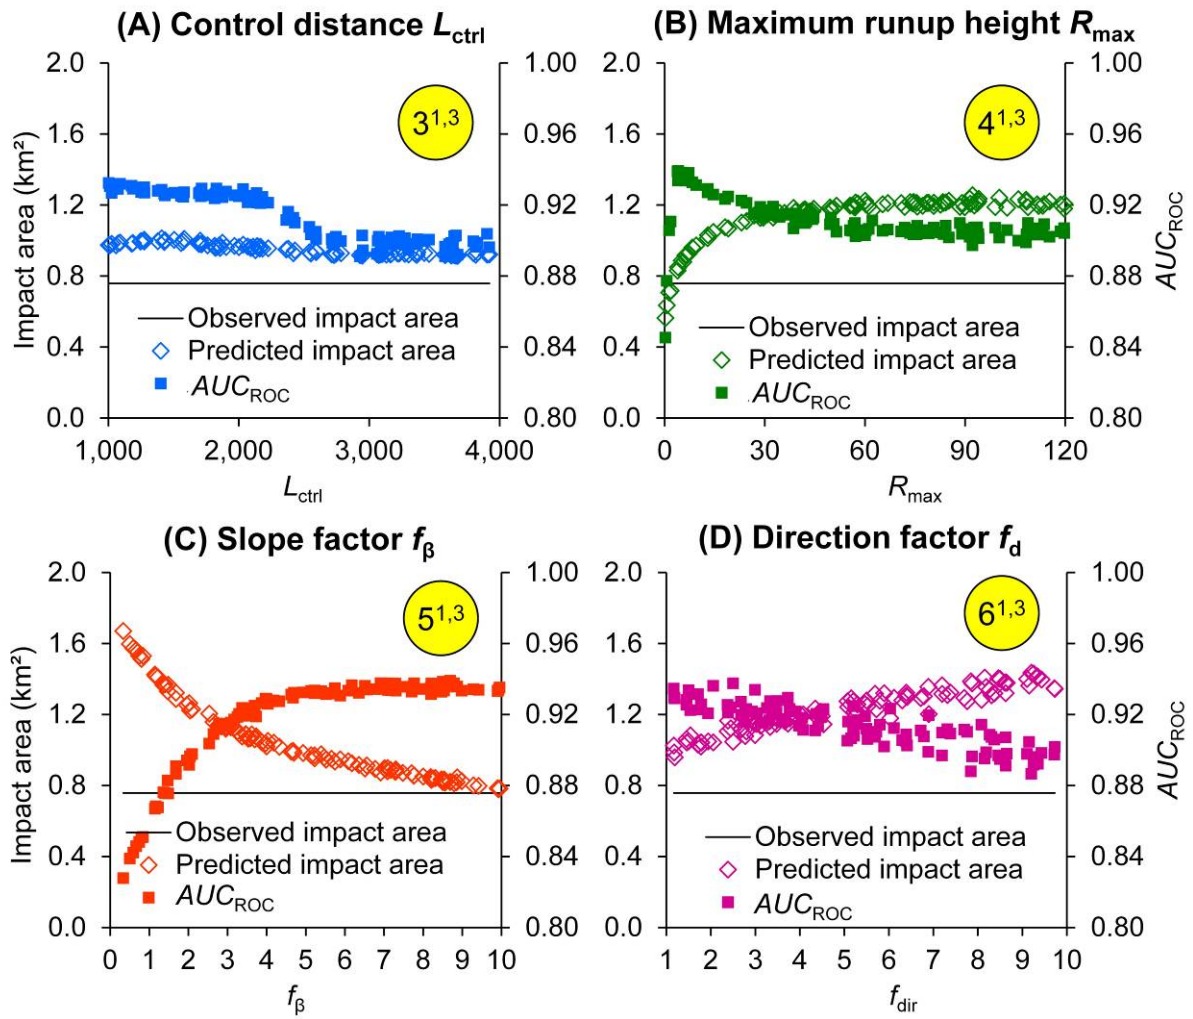 (A) Control distance Lctrl
2.0
1.6
1.2
0.8
0.4
0.0
Impact area (km²)
1.00
0.96
0.92
0.88
0.84
0.80
3¹,³
Observed impact area
Predicted impact area
AUCROC
1,000 2,000 3,000 4,000
Lctrl
(B) Maximum runup height Rmax
2.0
1.6
1.2
0.8
0.4
0.0
1.00
0.96
0.92
0.88
0.84
0.80
AUCROC
4¹,³
Observed impact area
Predicted impact area
AUCROC
0 30 60 90 120
Rmax
(C) Slope factor fβ
2.0
1.6
1.2
0.8
0.4
0.0
Impact area (km²)
1.00
0.96
0.92
0.88
0.84
0.80
5¹,³
Observed impact area
Predicted impact area
AUCROC
0 1 2 3 4 5 6 7 8 9 10
fβ
(D) Direction factor fd
2.0
1.6
1.2
0.8
0.4
0.0
1.00
0.96
0.92
0.88
0.84
0.80
AUCROC
6¹,³
Observed impact area
Predicted impact area
AUCROC
1 2 3 4 5 6 7 8 9 10
fdir